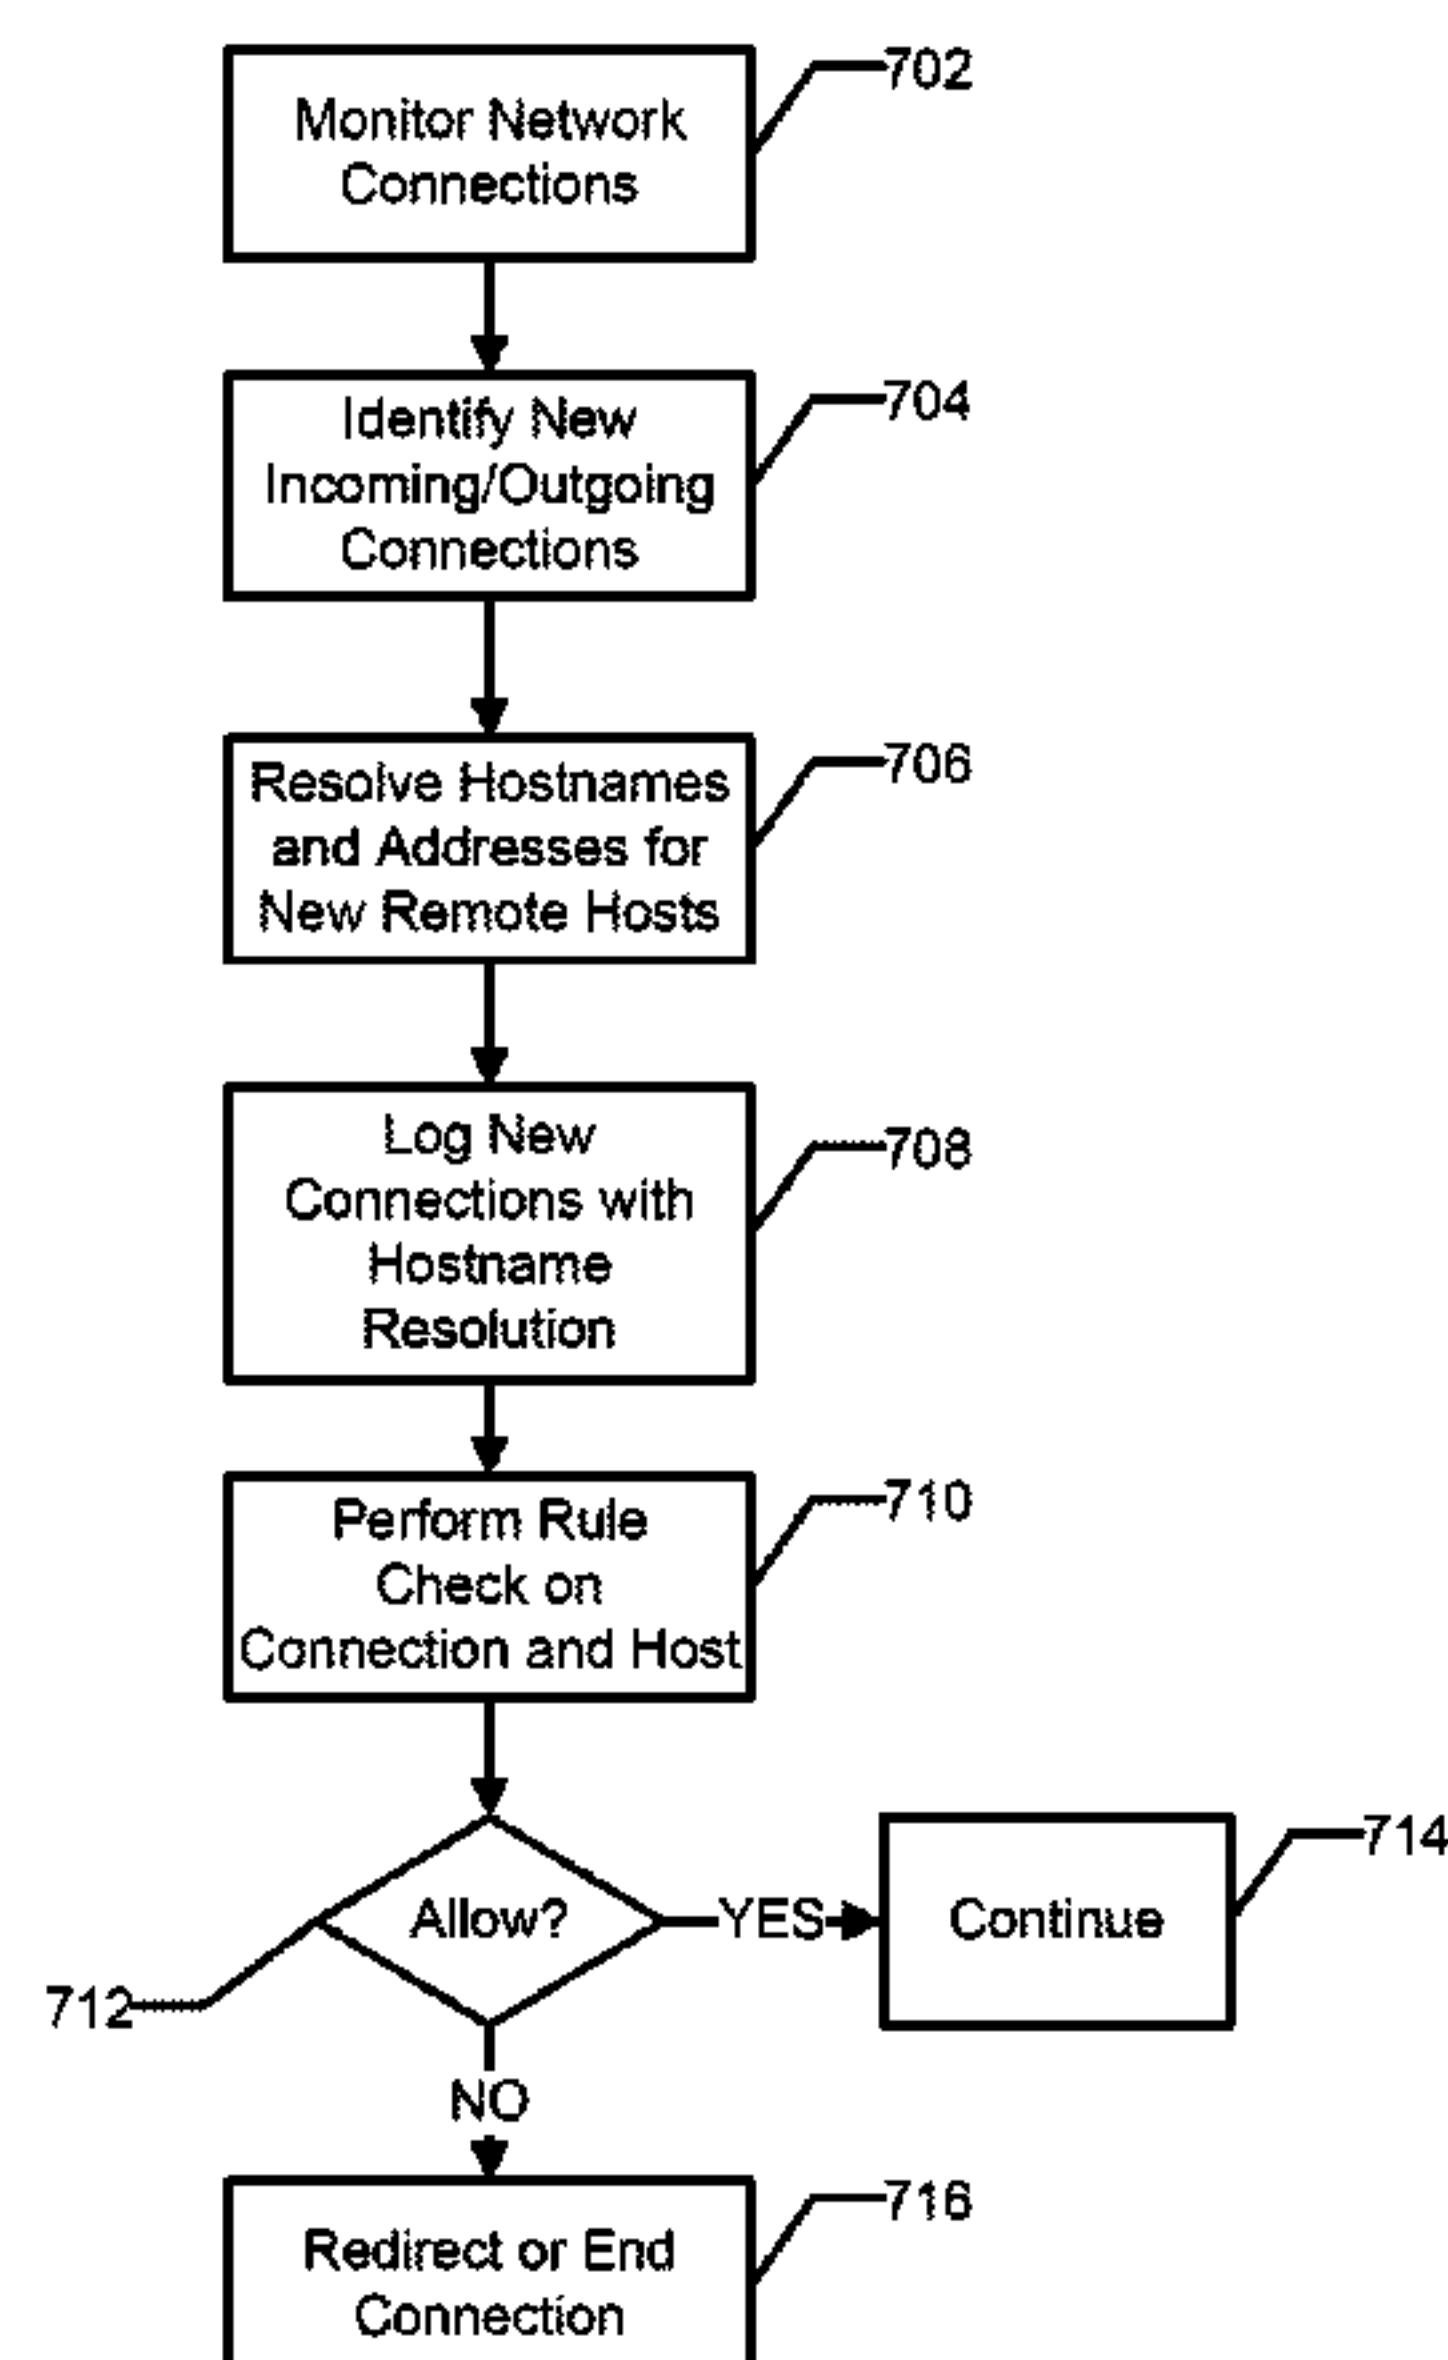 Monitor Network
Connections
702
Identify New
Incoming/Outgoing
Connections
704
Resolve Hostnames
and Addresses for
New Remote Hosts
706
Log New
Connections with
Hostname
Resolution
708
Perform Rule
Check on
Connection and Host
710
Allow?
712
YES
Continue
714
NO
Redirect or End
Connection
716